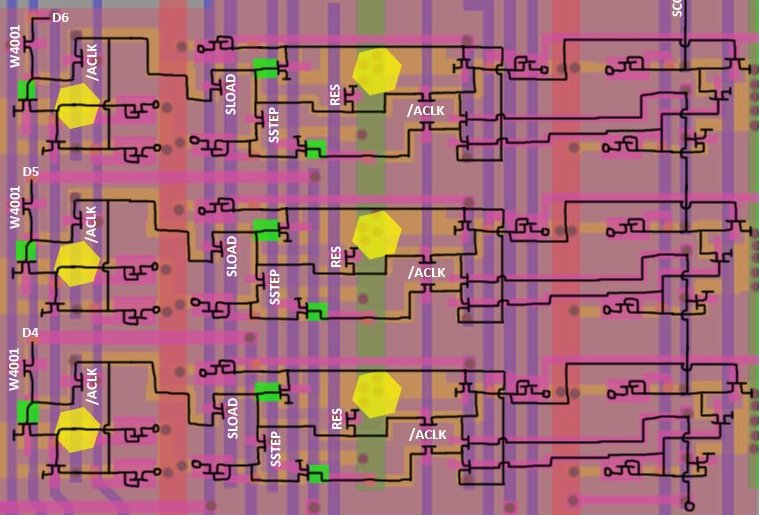 D6
SCO
W4001
/ACLK
SLOAD
SSTEP
RES
/ACLK
D5
W4001
/ACLK
SLOAD
SSTEP
RES
/ACLK
D4
W4001
/ACLK
SLOAD
SSTEP
RES
/ACLK